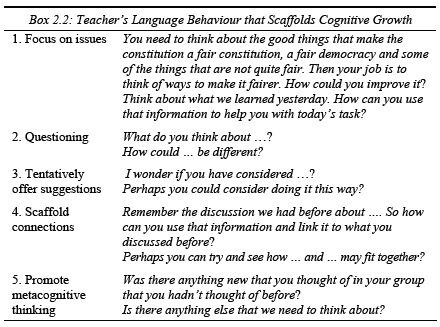 Box 2.2: Teacher's Language Behaviour that Scaffolds Cognitive Growth
1. Focus on issues You need to think about the good things that make the
constitution a fair constitution, a fair democracy and some
of the things that are not quite fair. Then your job is to
think of ways to make it fairer. How could you improve it?
Think about what we learned yesterday. How can you use
that information to help you with today's task?
2. Questioning What do you think about …?
How could … be different?
3. Tentatively I wonder if you have considered …?
offer suggestions Perhaps you could consider doing it this way?
4. Scaffold Remember the discussion we had before about …. So how
connections can you use that information and link it to what you
discussed before?
Perhaps you can try and see how … and … may fit together?
5. Promote Was there anything new that you thought of in your group
metacognitive that you hadn't thought of before?
thinking Is there anything else that we need to think about?